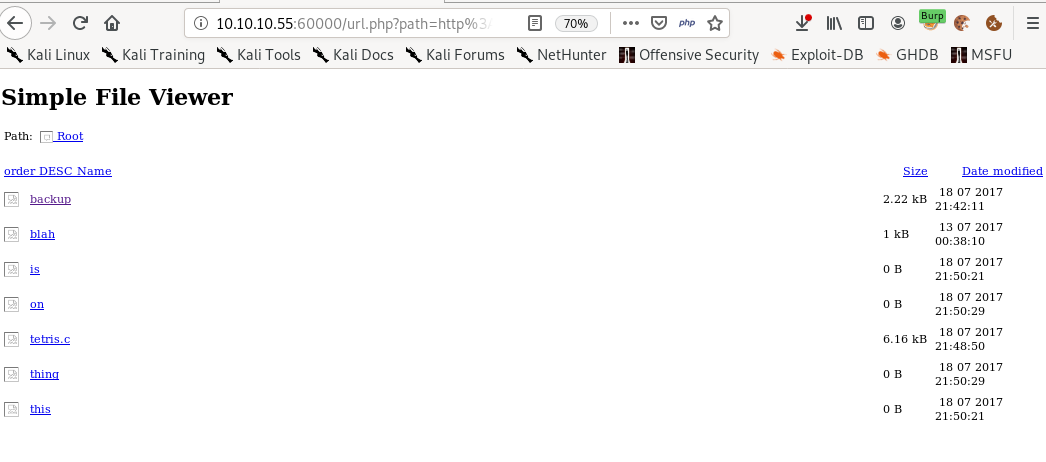 10.10.10.55:60000/url.php?path=http%3/
70%
php
Burp
Kali Linux Kali Training Kali Tools Kali Docs Kali Forums NetHunter Offensive Security Exploit-DB GHDB MSFU
Simple File Viewer
Path: Root
order DESC Name Size Date modified
backup 2.22 kB 18 07 2017
21:42:11
blah 1 kB 13 07 2017
00:38:10
is 0 B 18 07 2017
21:50:21
on 0 B 18 07 2017
21:50:29
tetris.c 6.16 kB 18 07 2017
21:48:50
thing 0 B 18 07 2017
21:50:29
this 0 B 18 07 2017
21:50:21